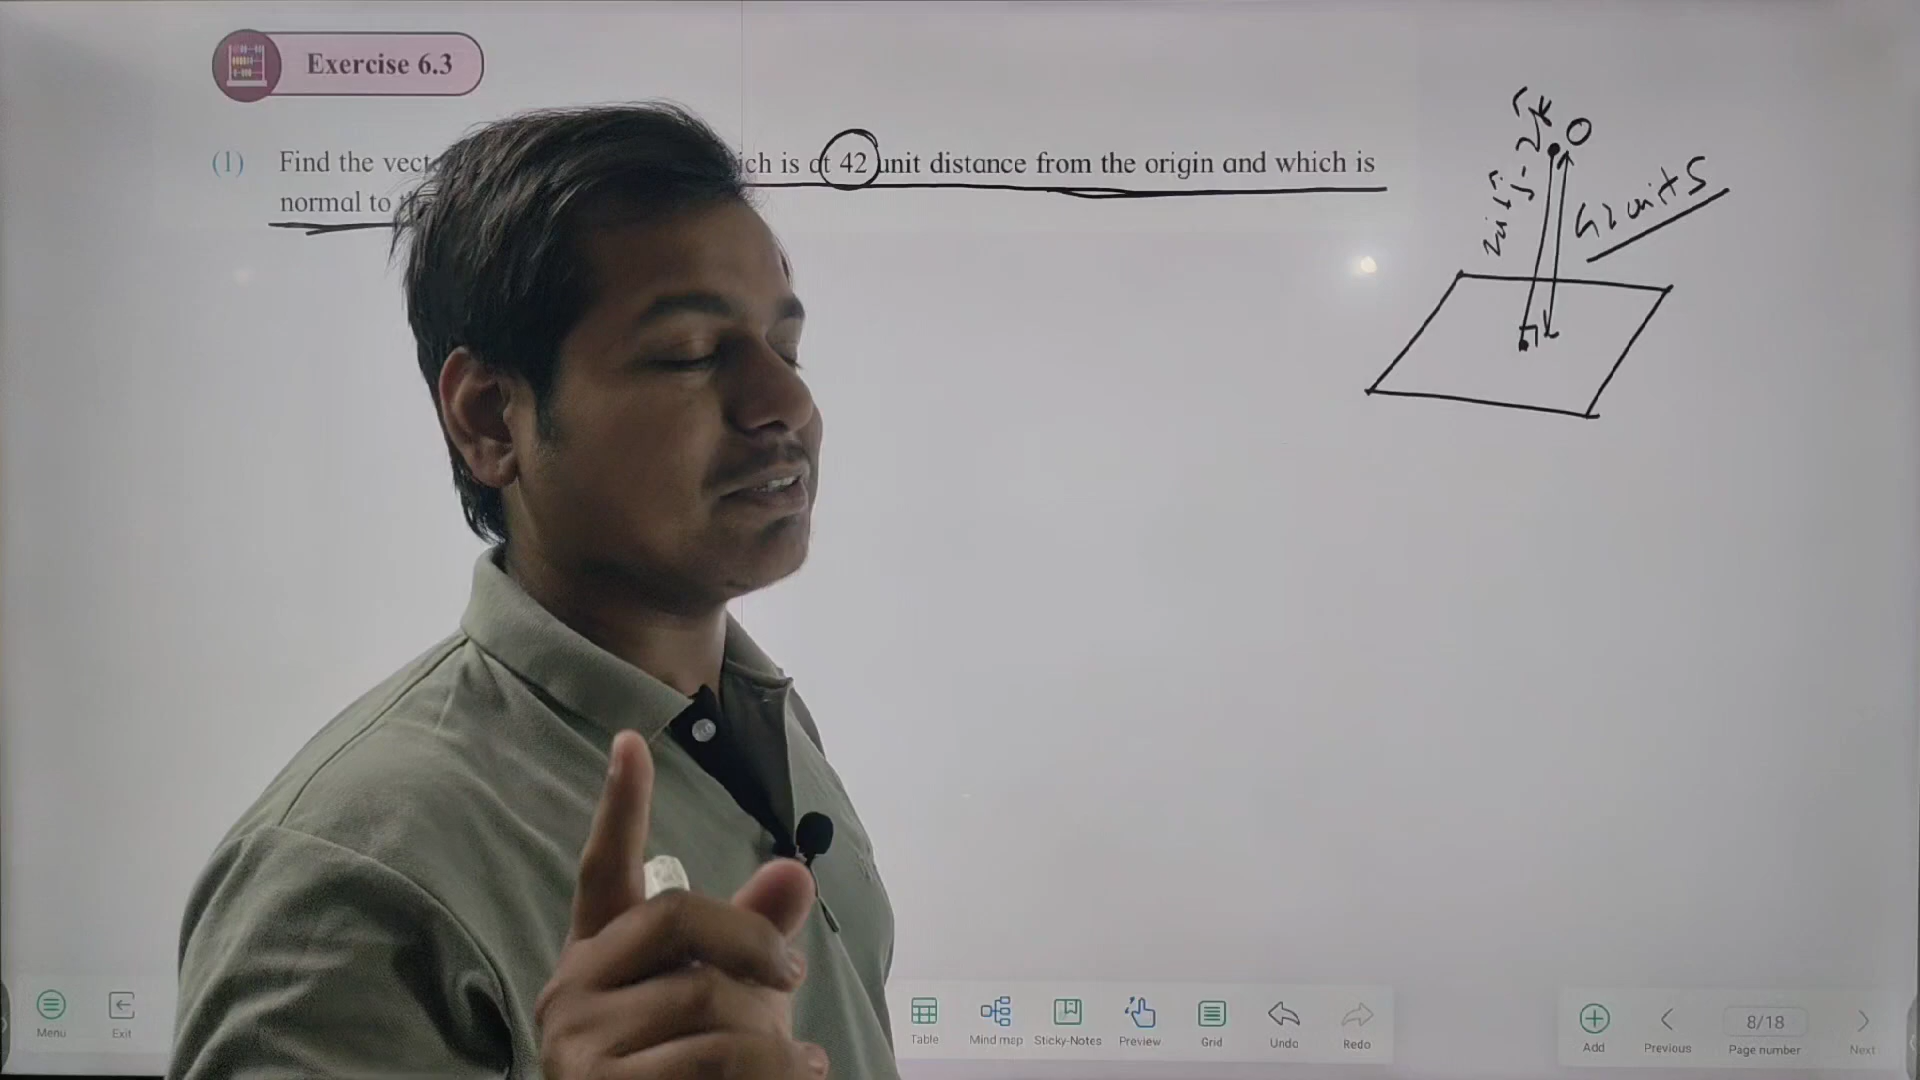 Exercise 6.3
(1) Find the vect ich is at 42 unit distance from the origin and which is
normal to
2i + j - 2k
O
42 units
Menu
Exit
Table
Mind map
Sticky-Notes
Preview
Grid
Undo
Redo
Add
Previous
8/18
Page number
Next